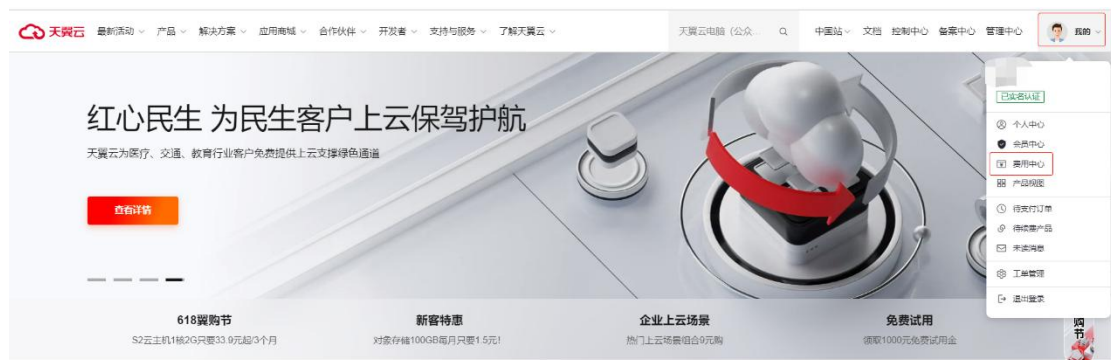 天翼云 最新活动 产品 解决方案 应用商城 合作伙伴 开发者 支持与服务 了解天翼云 天翼云电脑（公众... 中国站 文档 控制中心 备案中心 管理中心 我的
已实名认证
个人中心
会员中心
费用中心
产品视图
待支付订单
待续费产品
未读消息
工单管理
退出登录
红心民生 为民生客户上云保驾护航
天翼云为医疗、交通、教育行业客户免费提供上云支撑绿色通道
查看详情
618翼购节
S2云主机1核2G只要33.9元起/3个月
新客特惠
对象存储100GB每月只要1.5元!
企业上云场景
热门上云场景组合9元购
免费试用
领取1000元免费试用金
购节